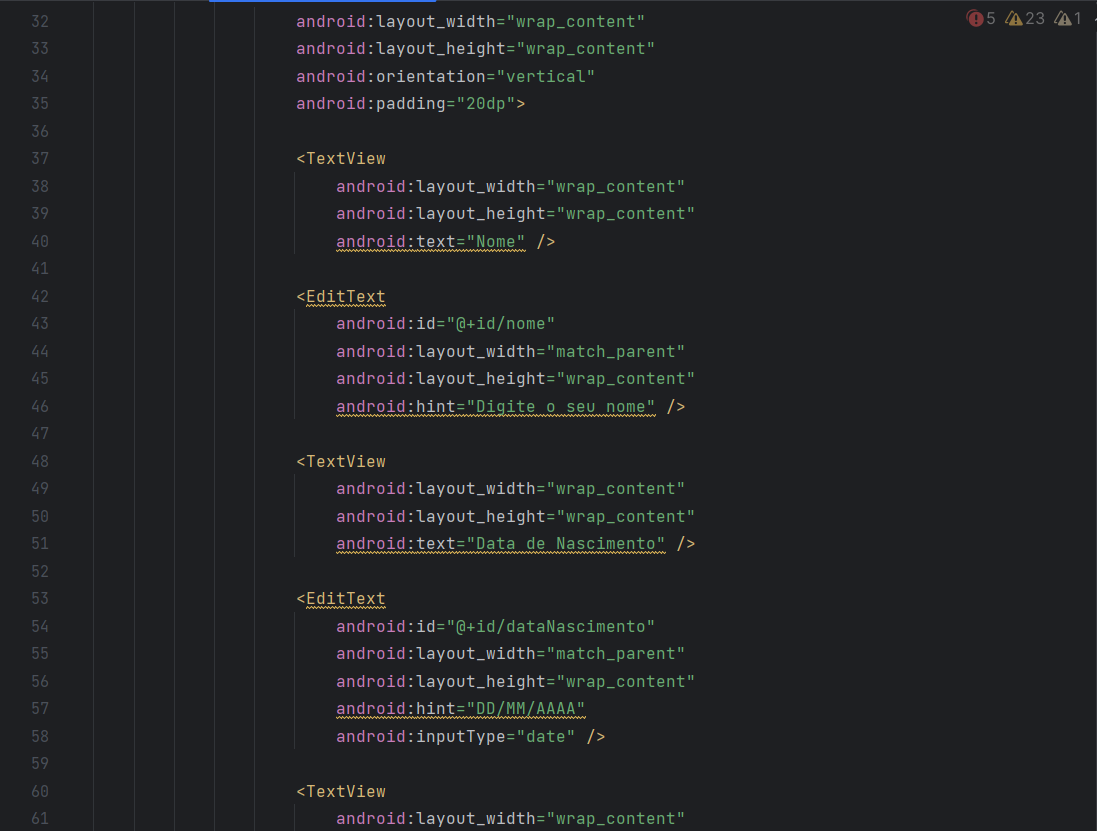 32 android:layout_width="wrap_content"
33 android:layout_height="wrap_content"
34 android:orientation="vertical"
35 android:padding="20dp">
36
37 <TextView
38 android:layout_width="wrap_content"
39 android:layout_height="wrap_content"
40 android:text="Nome" />
41
42 <EditText
43 android:id="@+id/nome"
44 android:layout_width="match_parent"
45 android:layout_height="wrap_content"
46 android:hint="Digite o seu nome" />
47
48 <TextView
49 android:layout_width="wrap_content"
50 android:layout_height="wrap_content"
51 android:text="Data de Nascimento" />
52
53 <EditText
54 android:id="@+id/dataNascimento"
55 android:layout_width="match_parent"
56 android:layout_height="wrap_content"
57 android:hint="DD/MM/AAAA"
58 android:inputType="date" />
59
60 <TextView
61 android:layout_width="wrap_content"
5 23 1